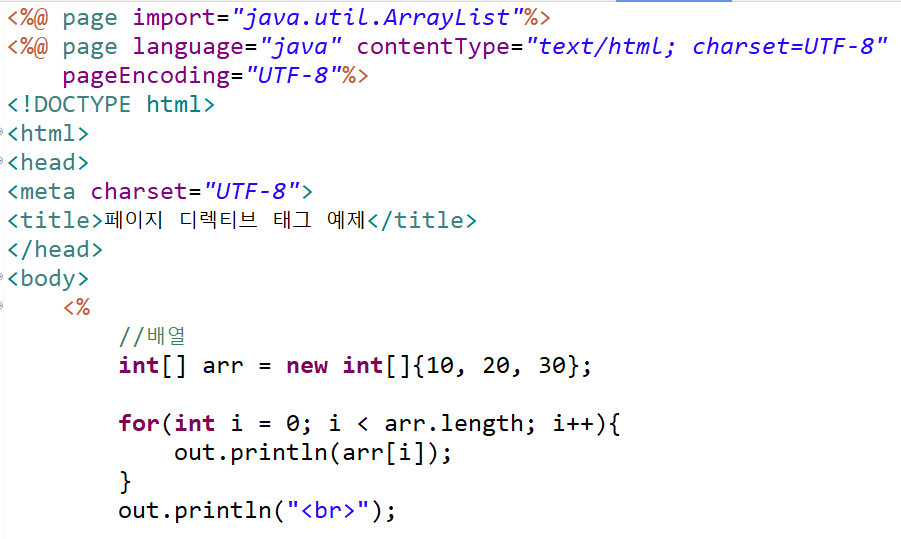 <%@ page import="java.util.ArrayList"%>
<%@ page language="java" contentType="text/html; charset=UTF-8"
    pageEncoding="UTF-8"%>
<!DOCTYPE html>
<html>
<head>
<meta charset="UTF-8">
<title>페이지 디렉티브 태그 예제</title>
</head>
<body>
    <%
        //배열
        int[] arr = new int[]{10, 20, 30};
        for(int i = 0; i < arr.length; i++){
            out.println(arr[i]);
        }
        out.println("<br>");